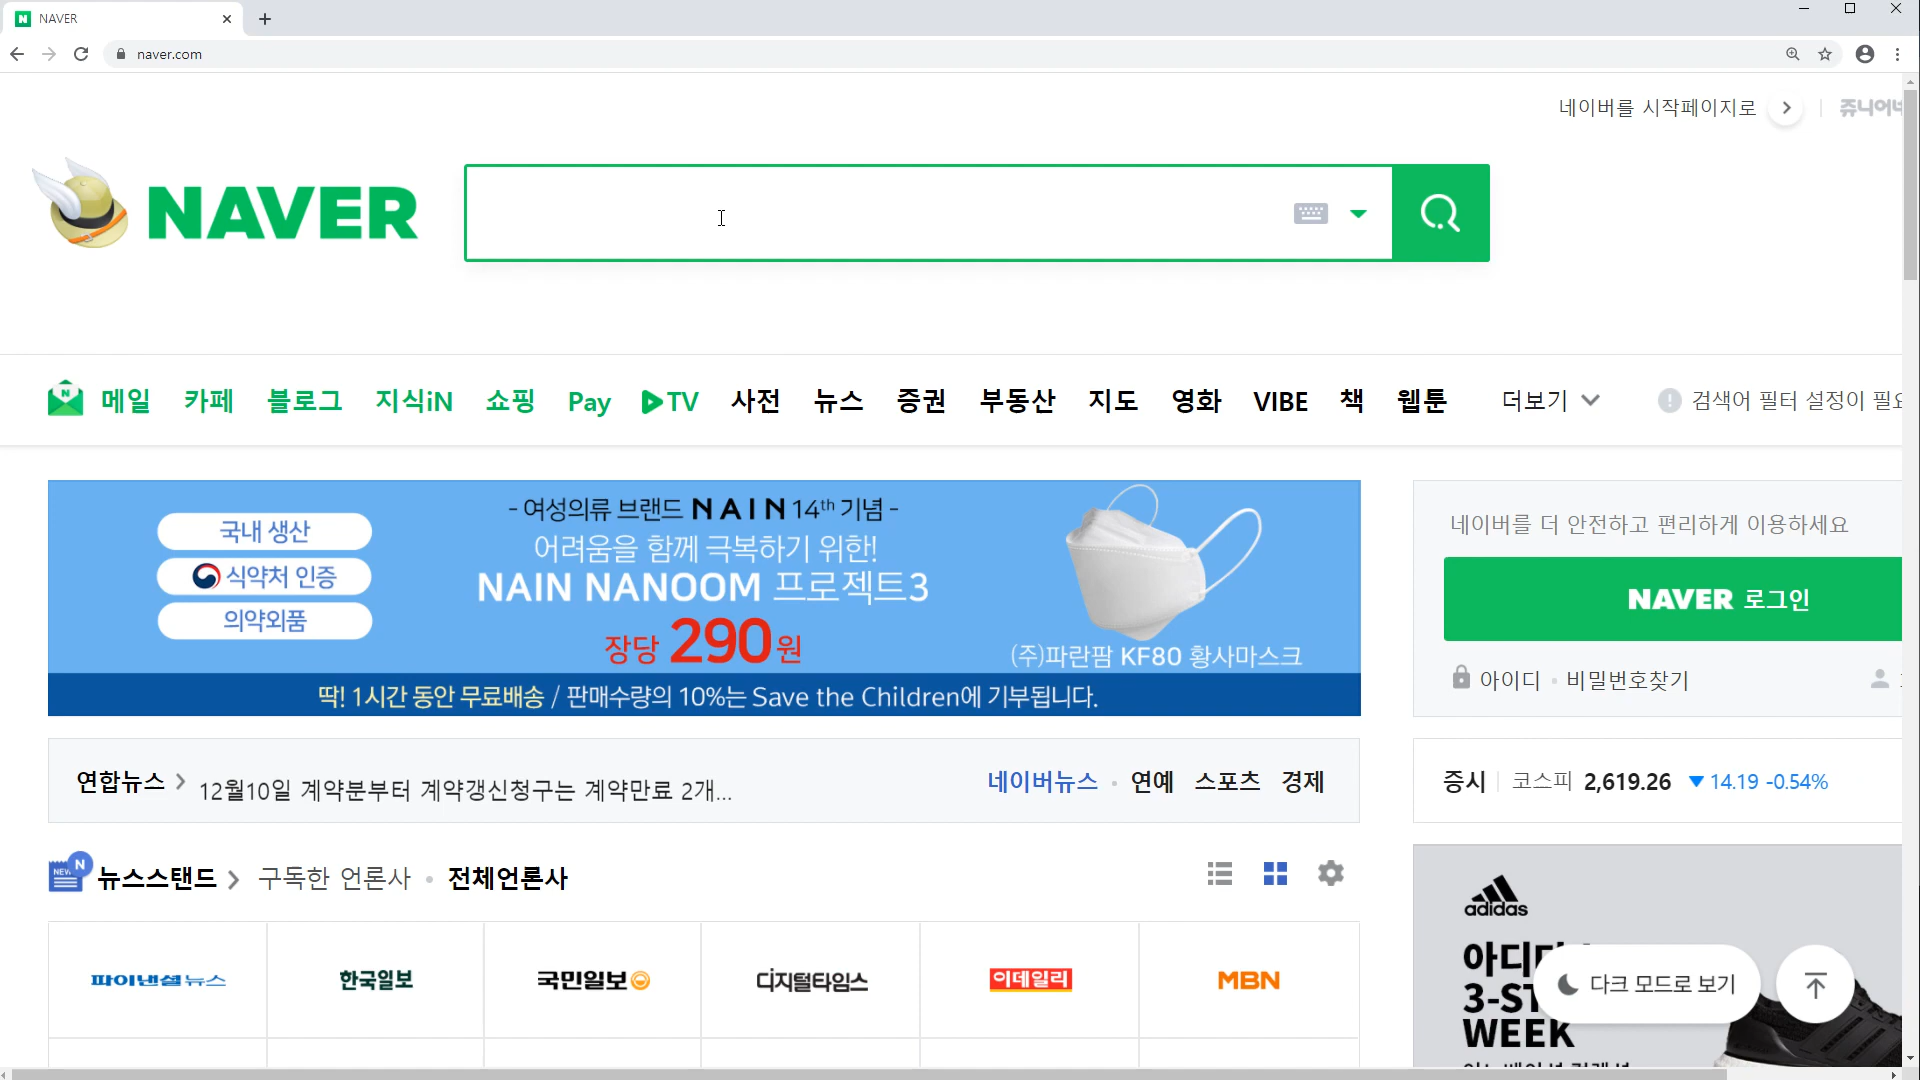 NAVER
naver.com
네이버를 시작페이지로
쥬니어네
NAVER
메일 카페 블로그 지식iN 쇼핑 Pay TV 사전 뉴스 증권 부동산 지도 영화 VIBE 책 웹툰 더보기
검색어 필터 설정이
국내 생산
식약처 인증
의약외품
- 여성의류 브랜드 NAIN 14th 기념 -
어려움을 함께 극복하기 위한!
NAIN NANOOM 프로젝트3
장당 290원
(주)파란팜 KF80 황사마스크
딱! 1시간 동안 무료배송 / 판매수량의 10%는 Save the Children에 기부됩니다.
네이버를 더 안전하고 편리하게 이용하세요
NAVER 로그인
아이디 · 비밀번호찾기
연합뉴스 > 12월10일 계약분부터 계약갱신청구는 계약만료 2개...
네이버뉴스 · 연예 스포츠 경제
증시 코스피 2,619.26 ▼ 14.19 -0.54%
NEW N
뉴스스탠드 > 구독한 언론사 · 전체언론사
파이낸셜뉴스
한국일보
국민일보
디지털타임스
이데일리
MBN
adidas
3-ST
WEEK
다크 모드로 보기